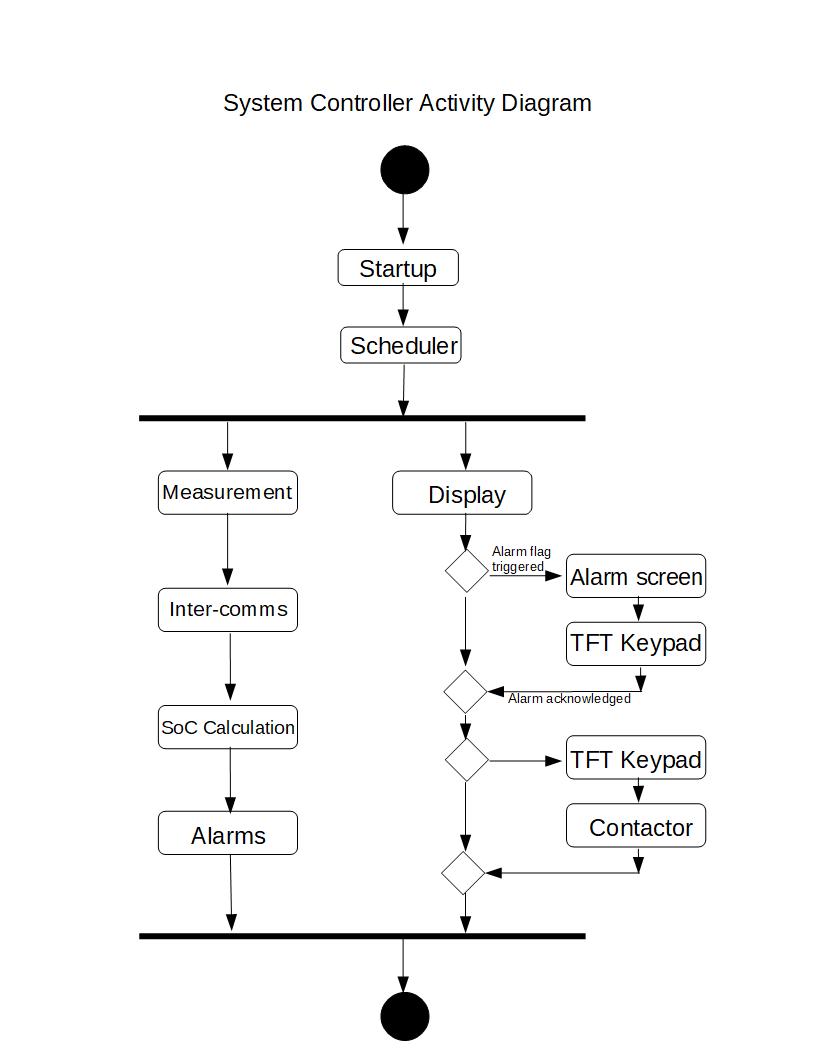 System Controller Activity Diagram
Startup
Scheduler
Measurement
Display
Alarm flag
triggered
Alarm screen
Inter-comms
TFT Keypad
Alarm acknowledged
SoC Calculation
TFT Keypad
Contactor
Alarms